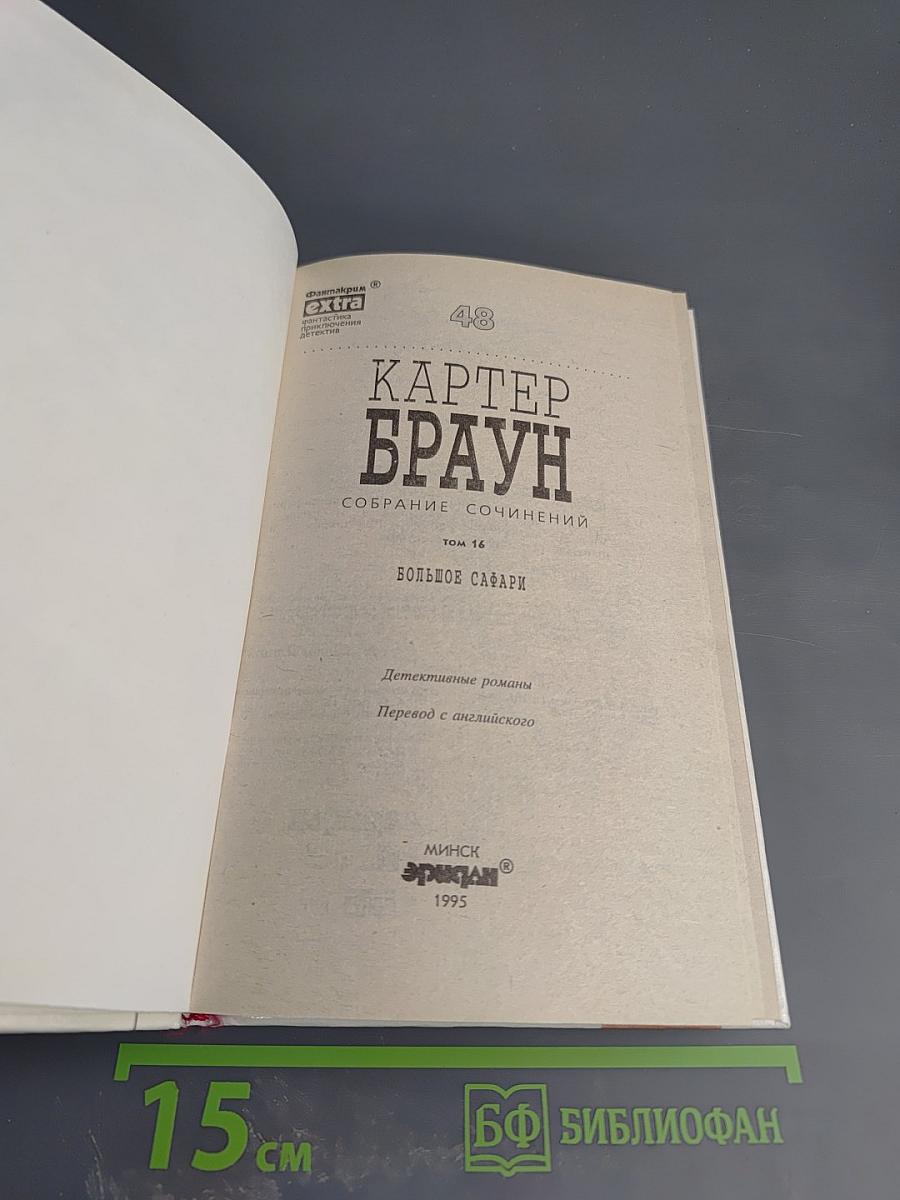 Фантакрим ®
extra
фантастика
приключения
детектив
48
КАРТЕР
БРАУН
СОБРАНИЕ СОЧИНЕНИЙ
том 16
БОЛЬШОЕ САФАРИ
Детективные романы
Перевод с английского
МИНСК
эридан®
1995
15 см
БФ БИБЛИОФАН